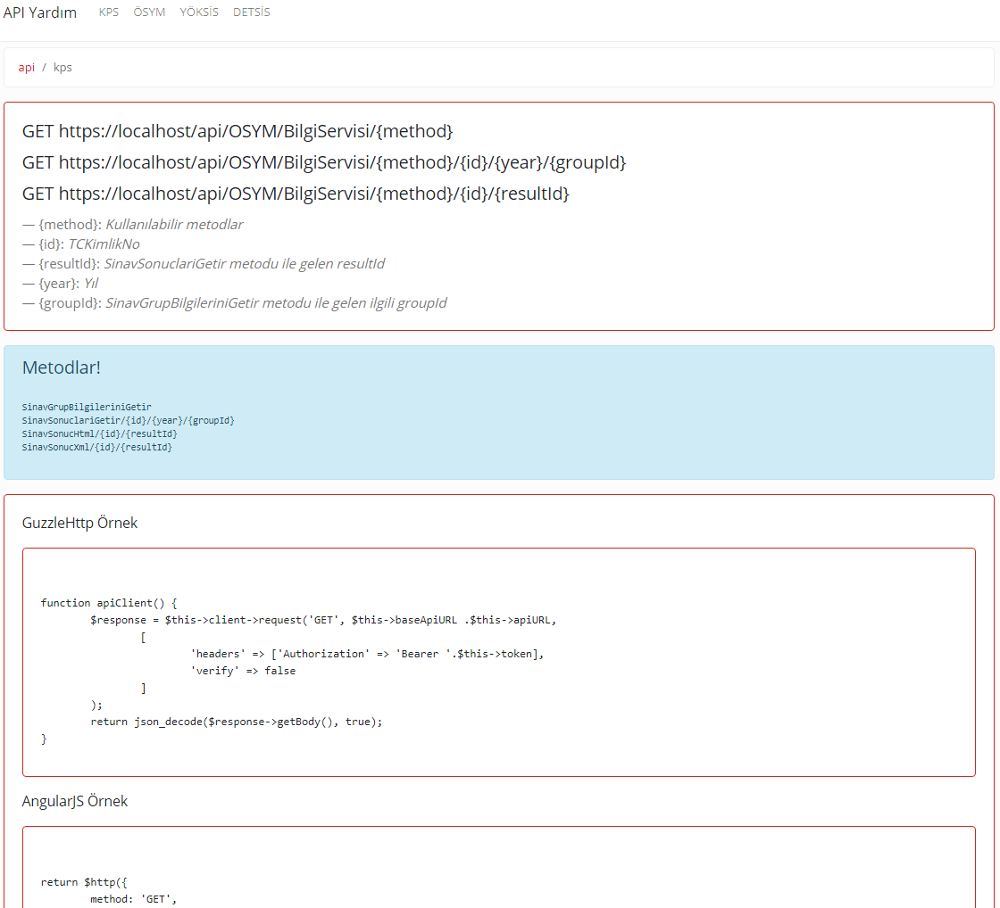 API Yardım KPS ÖSYM YÖKSİS DETSİS
api / kps
GET https://localhost/api/OSYM/BilgiServisi/{method}
GET https://localhost/api/OSYM/BilgiServisi/{method}/{id}/{year}/{groupId}
GET https://localhost/api/OSYM/BilgiServisi/{method}/{id}/{resultId}
— {method}: Kullanılabilir metodlar
— {id}: TCKimlikNo
— {resultId}: SinavSonuclariGetir metodu ile gelen resultId
— {year}: Yıl
— {groupId}: SinavGrupBilgileriniGetir metodu ile gelen ilgili groupId
Metodlar!
SinavGrupBilgileriniGetir
SinavSonuclariGetir/{id}/{year}/{groupId}
SinavSonucHtml/{id}/{resultId}
SinavSonucXml/{id}/{resultId}
GuzzleHttp Örnek
function apiClient() {
$response = $this->client->request('GET', $this->baseApiURL .$this->apiURL,
[
'headers' => ['Authorization' => 'Bearer '.$this->token],
'verify' => false
]
);
return json_decode($response->getBody(), true);
}
AngularJS Örnek
return $http({
method: 'GET',